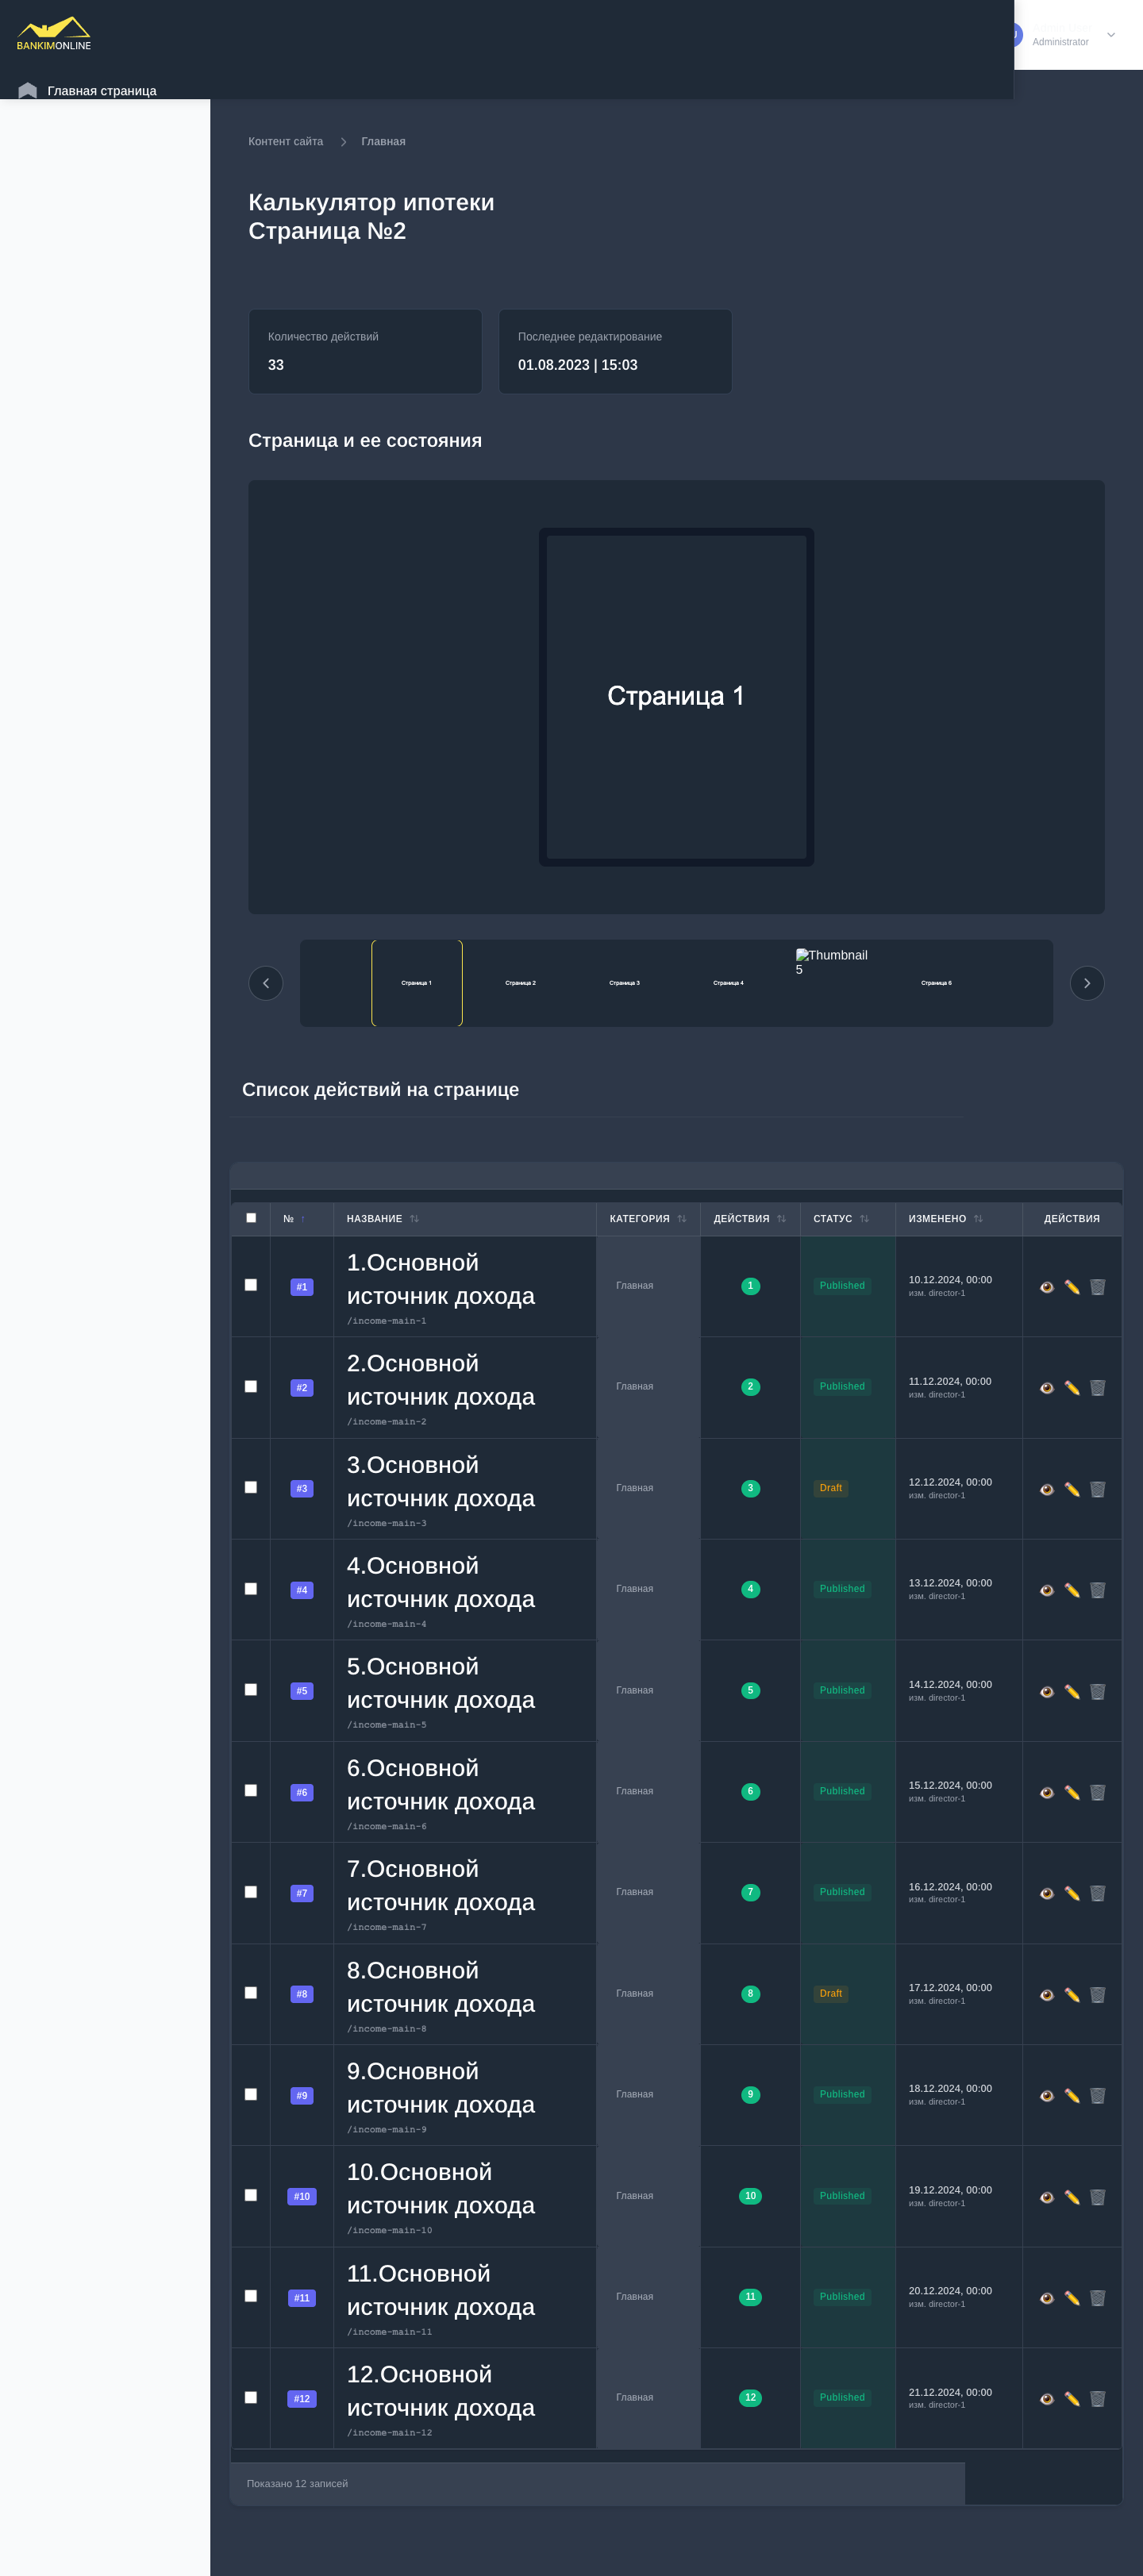 BANKIMONLINE
Administrator
Главная страница
Контент сайта
Главная
Калькулятор ипотеки
Страница №2
Количество действий
33
Последнее редактирование
01.08.2023 | 15:03
Страница и ее состояния
Страница 1
Страница 1
Страница 2
Страница 3
Страница 4
Thumbnail
5
Страница 6
Список действий на странице
№ ↑ НАЗВАНИЕ КАТЕГОРИЯ ДЕЙСТВИЯ СТАТУС ИЗМЕНЕНО ДЕЙСТВИЯ
#1
1.Основной
источник дохода
/income-main-1
Главная
1
Published
10.12.2024, 00:00
изм. director-1
#2
2.Основной
источник дохода
/income-main-2
Главная
2
Published
11.12.2024, 00:00
изм. director-1
#3
3.Основной
источник дохода
/income-main-3
Главная
3
Draft
12.12.2024, 00:00
изм. director-1
#4
4.Основной
источник дохода
/income-main-4
Главная
4
Published
13.12.2024, 00:00
изм. director-1
#5
5.Основной
источник дохода
/income-main-5
Главная
5
Published
14.12.2024, 00:00
изм. director-1
#6
6.Основной
источник дохода
/income-main-6
Главная
6
Published
15.12.2024, 00:00
изм. director-1
#7
7.Основной
источник дохода
/income-main-7
Главная
7
Published
16.12.2024, 00:00
изм. director-1
#8
8.Основной
источник дохода
/income-main-8
Главная
8
Draft
17.12.2024, 00:00
изм. director-1
#9
9.Основной
источник дохода
/income-main-9
Главная
9
Published
18.12.2024, 00:00
изм. director-1
#10
10.Основной
источник дохода
/income-main-10
Главная
10
Published
19.12.2024, 00:00
изм. director-1
#11
11.Основной
источник дохода
/income-main-11
Главная
11
Published
20.12.2024, 00:00
изм. director-1
#12
12.Основной
источник дохода
/income-main-12
Главная
12
Published
21.12.2024, 00:00
изм. director-1
Показано 12 записей